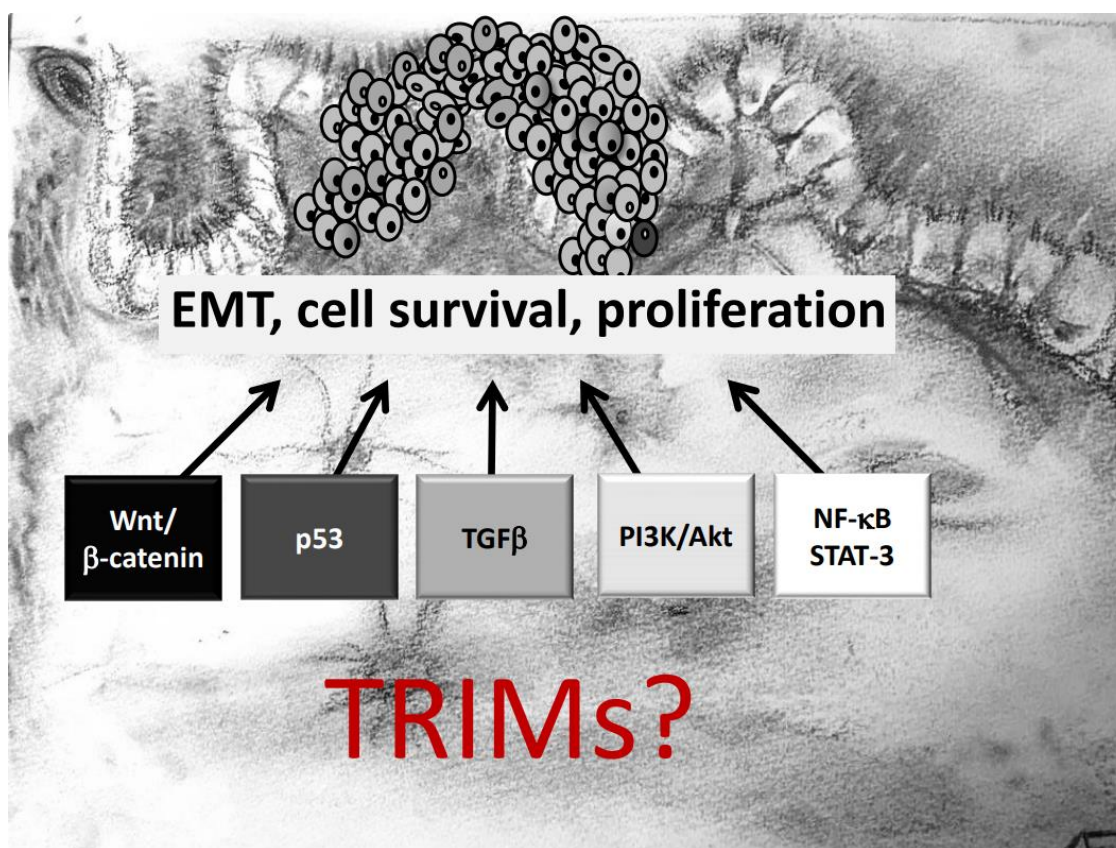 EMT, cell survival, proliferation
Wnt/
β-catenin
p53
TGFβ
PI3K/Akt
NF-κB
STAT-3
TRIMs?